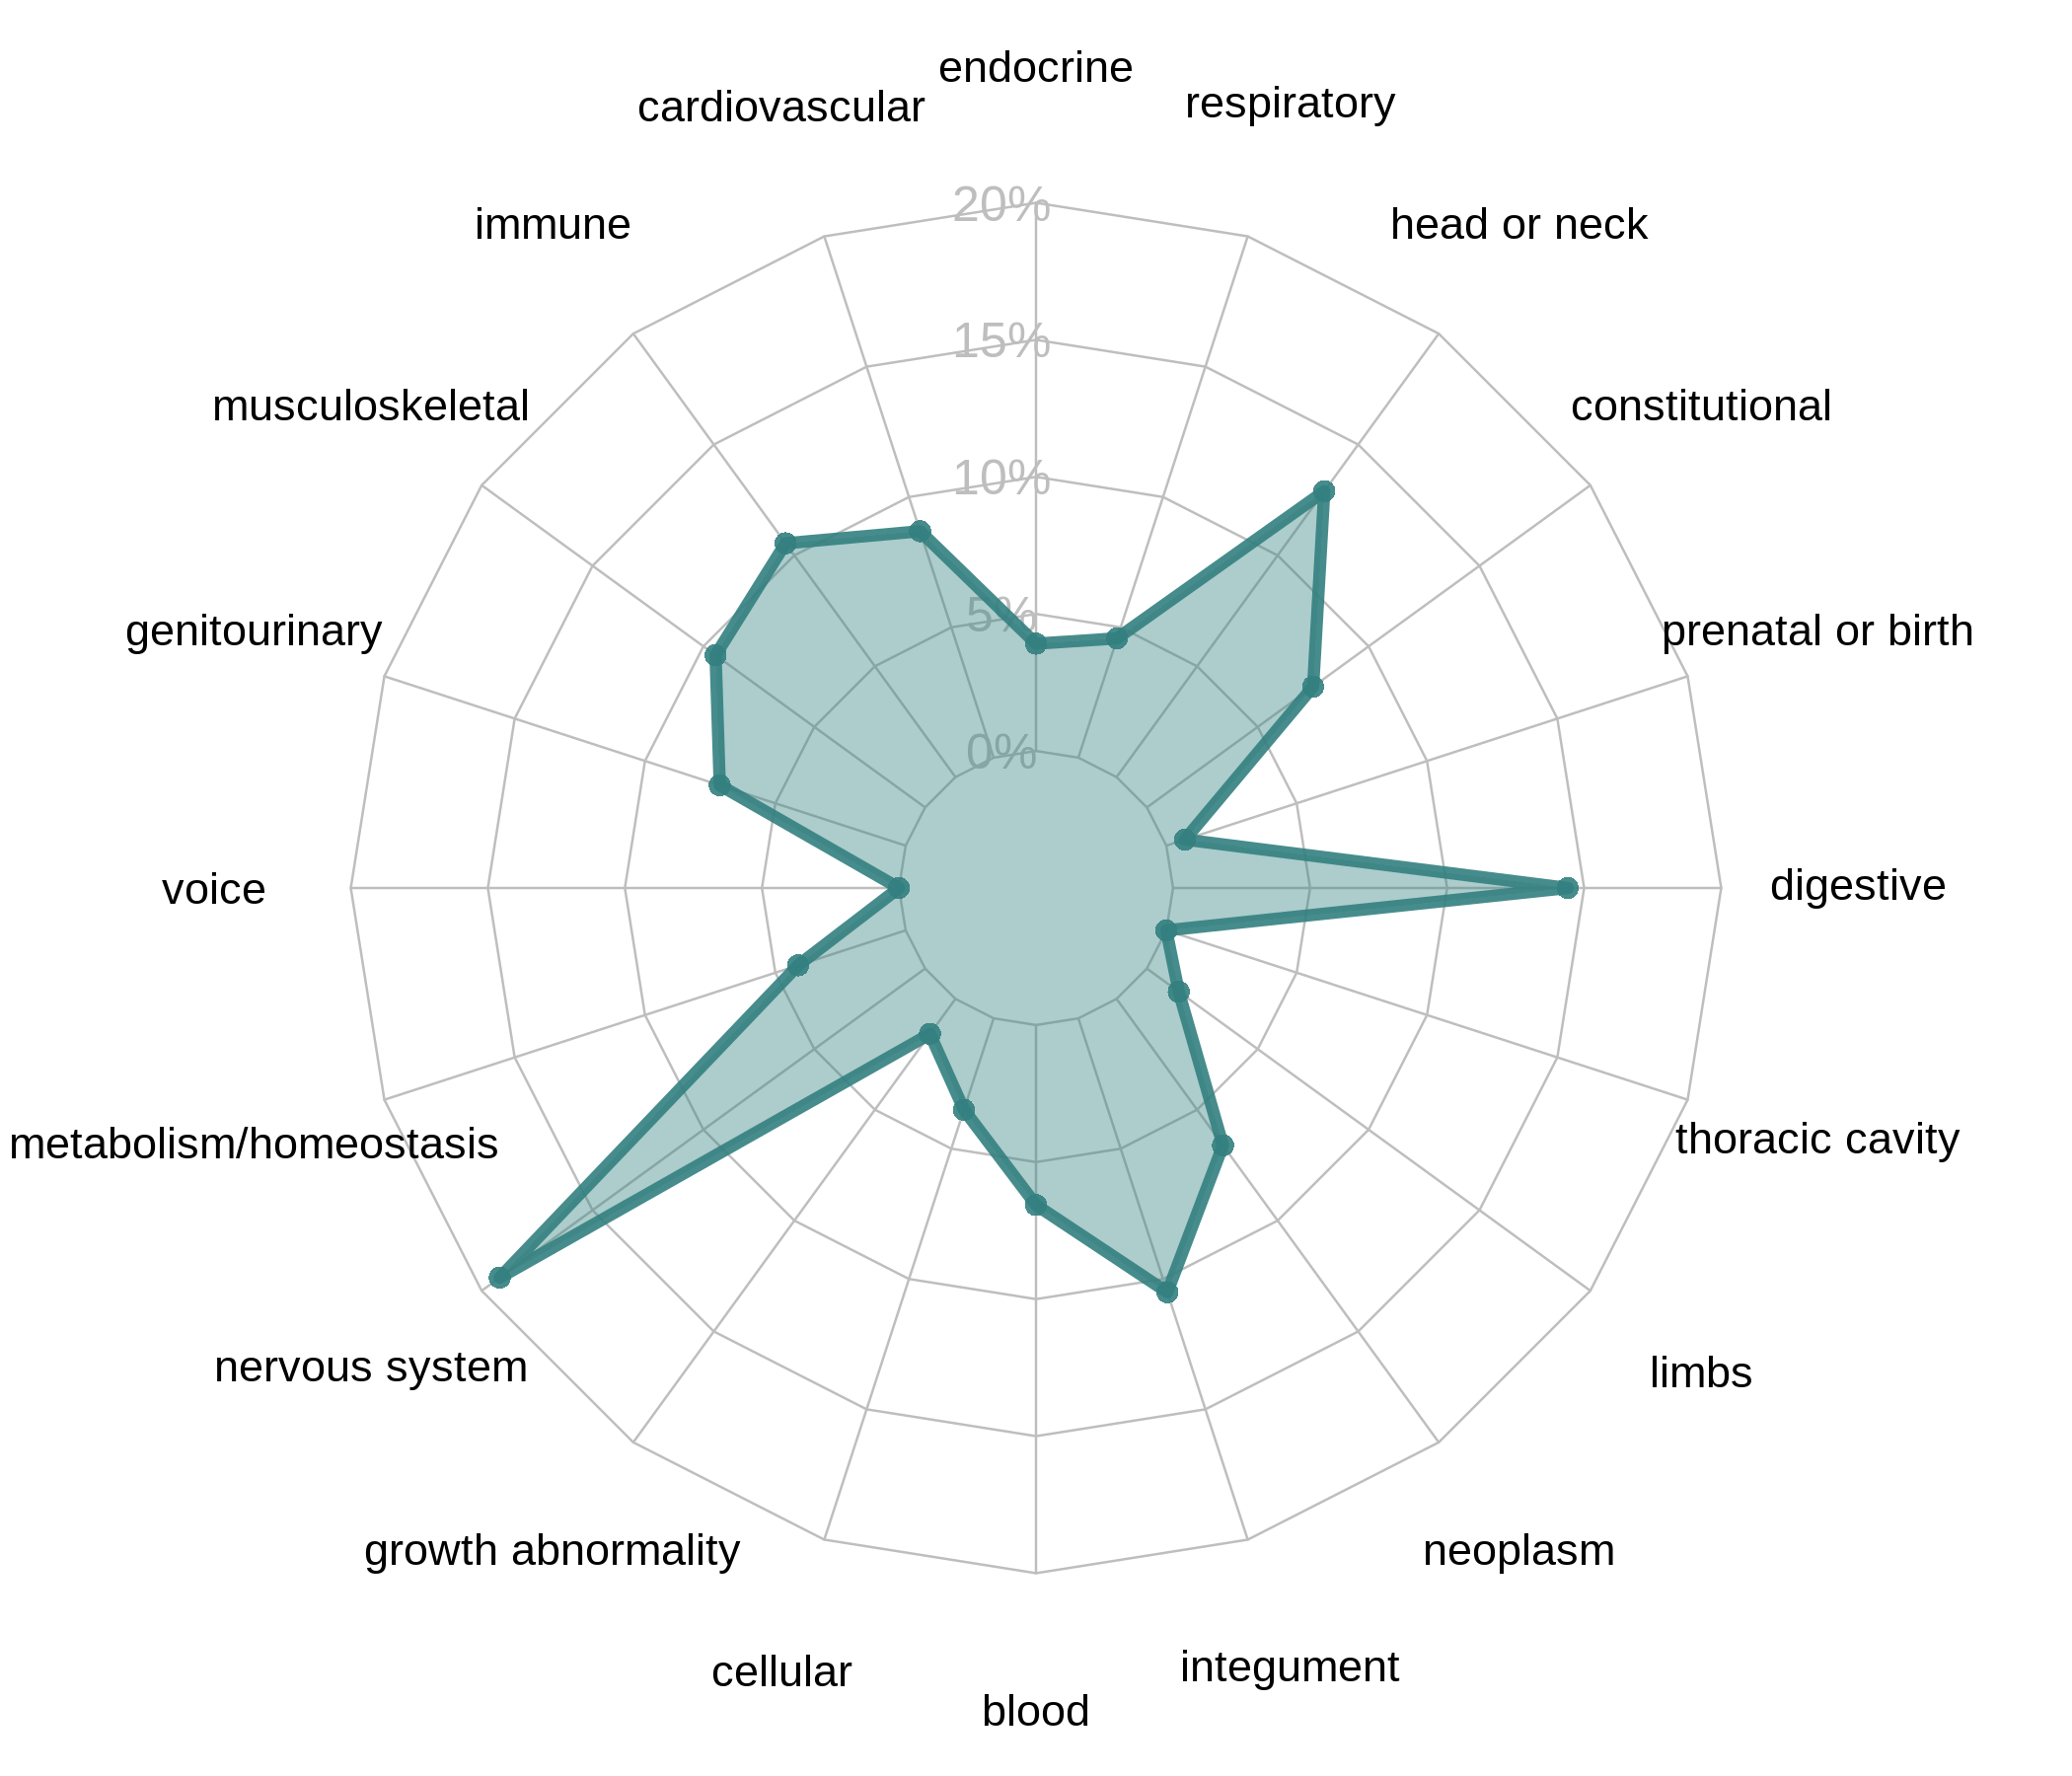 endocrine
cardiovascular
respiratory
20%
immune
head or neck
15%
musculoskeletal
constitutional
10%
5%
genitourinary
prenatal or birth
0%
voice
digestive
metabolism/homeostasis
thoracic cavity
nervous system
limbs
growth abnormality
neoplasm
cellular
integument
blood